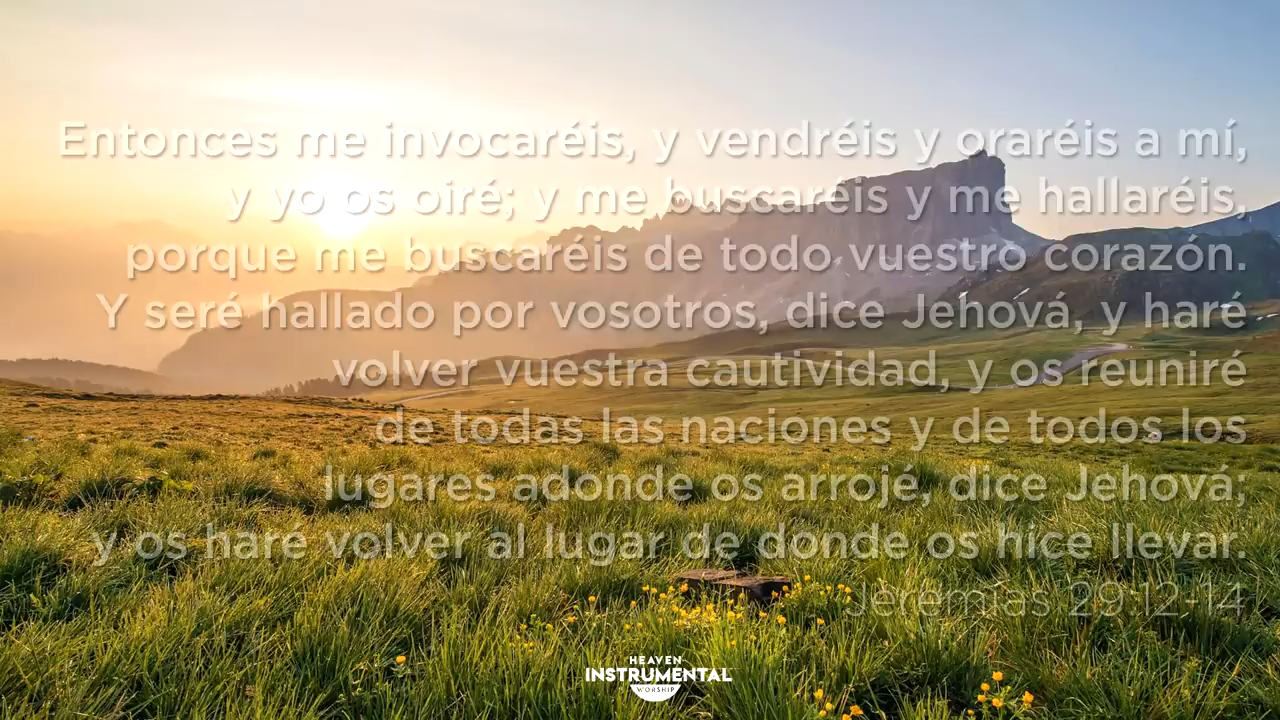 Entonces me invocaréis, y vendréis y oraréis a mí,
y yo os oiré; y me buscaréis y me hallaréis,
porque me buscaréis de todo vuestro corazón.
Y seré hallado por vosotros, dice Jehová, y haré
volver vuestra cautividad, y os reuniré
de todas las naciones y de todos los
lugares adonde os arrojé, dice Jehová;
y os haré volver al lugar de donde os hice llevar.
Jeremías 29:12-14
HEAVEN
INSTRUMENTAL
WORSHIP